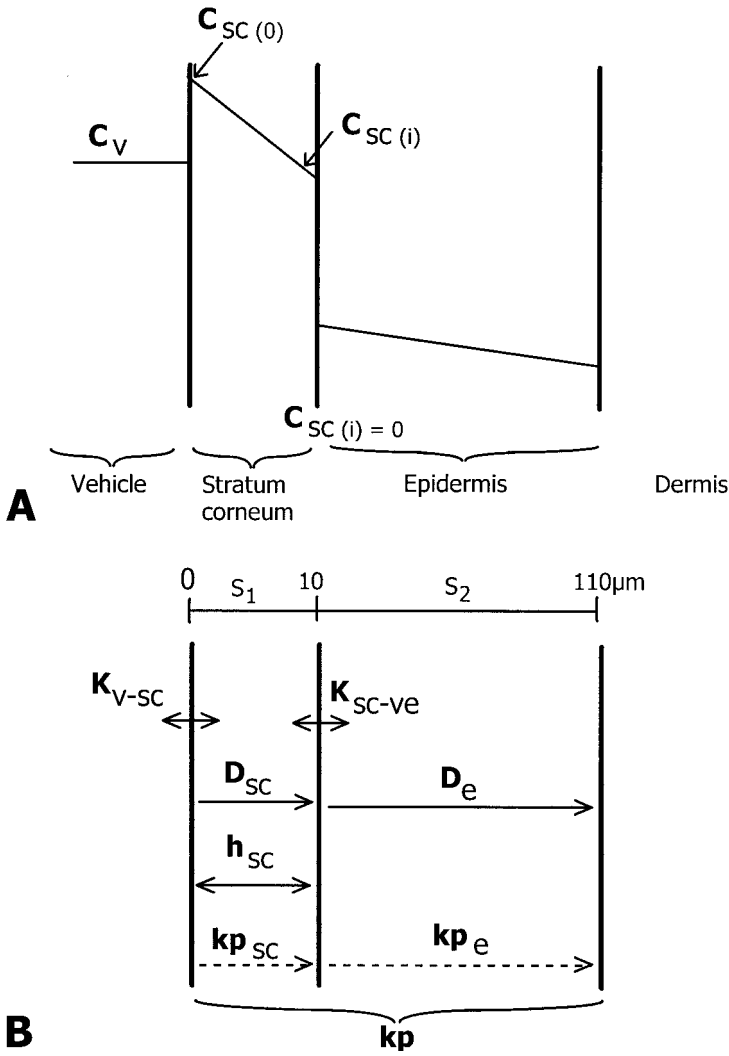 C SC (0)
C V
C SC (i)
C SC (i) = 0
Vehicle
Stratum corneum
Epidermis
Dermis
A
0
S1
10
S2
110µm
K V-SC
K SC-ve
D SC
D e
h SC
kp SC
kp e
kp
B